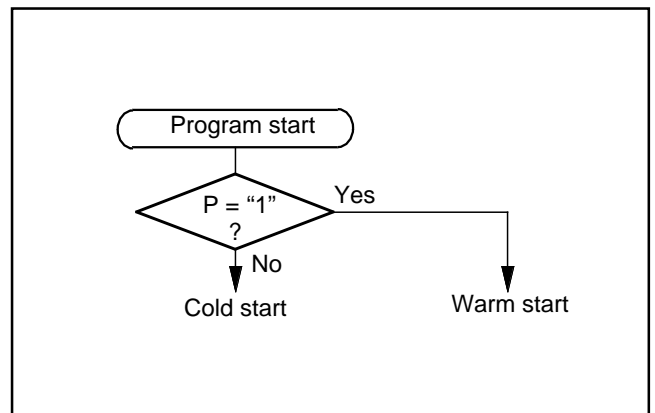 Program start
P = “1”
?
Yes
No
Cold start
Warm start